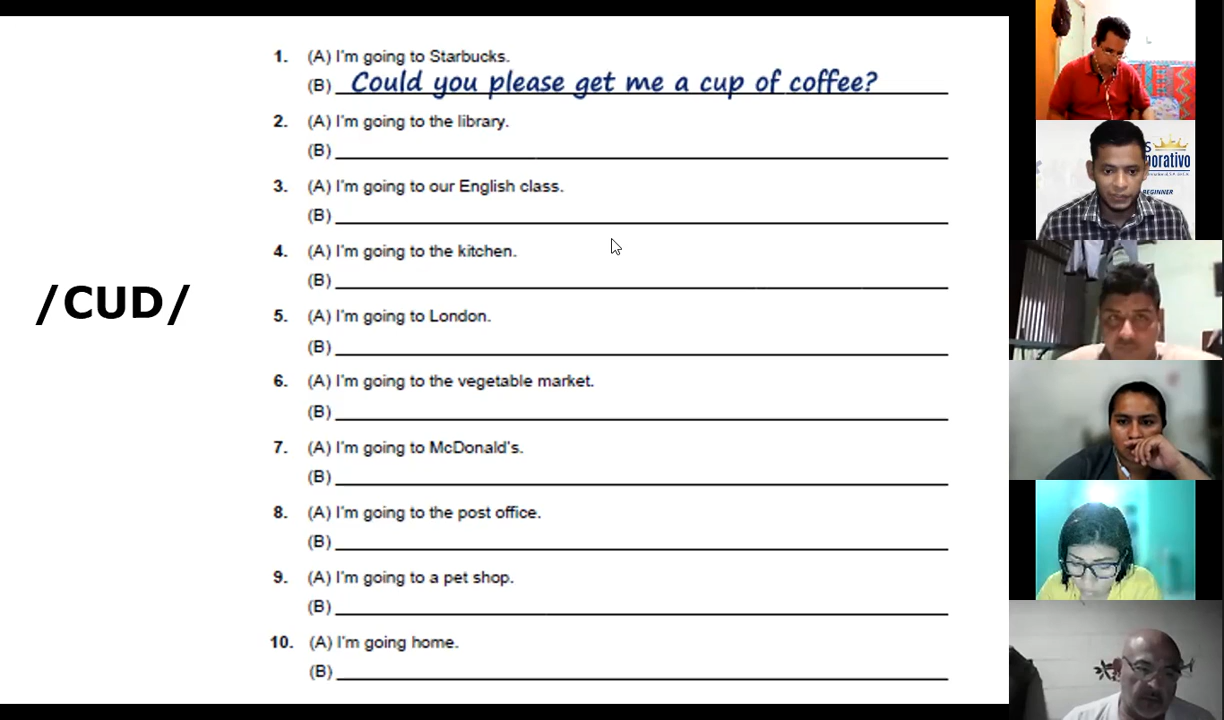 /CUD/
1. (A) I'm going to Starbucks.
(B) Could you please get me a cup of coffee?
2. (A) I'm going to the library.
(B)
3. (A) I'm going to our English class.
(B)
4. (A) I'm going to the kitchen.
(B)
5. (A) I'm going to London.
(B)
6. (A) I'm going to the vegetable market.
(B)
7. (A) I'm going to McDonald's.
(B)
8. (A) I'm going to the post office.
(B)
9. (A) I'm going to a pet shop.
(B)
10. (A) I'm going home.
(B)
S
porativo
BEGINNER